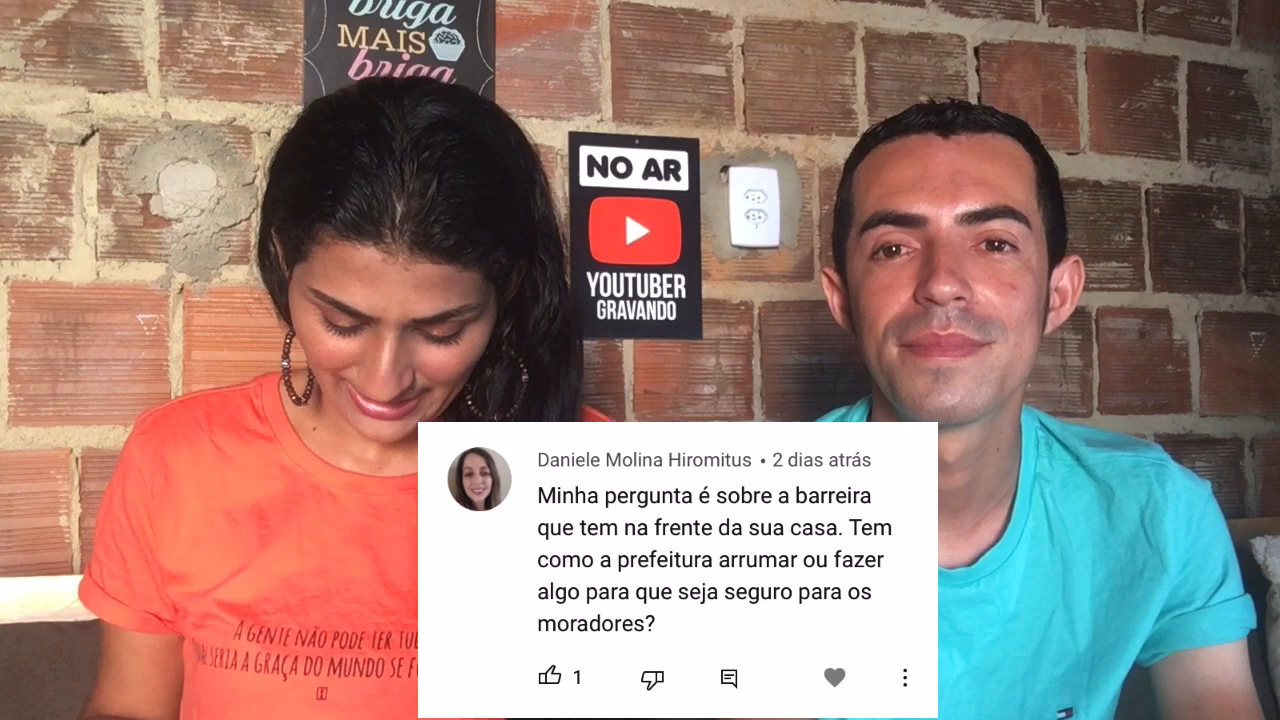 briga
MAIS
briga
NO AR
YOUTUBER
GRAVANDO
A GENTE NÃO PODE TER
SERIA A GRAÇA DO MUNDO SE
Daniele Molina Hiromitus • 2 dias atrás
Minha pergunta é sobre a barreira
que tem na frente da sua casa. Tem
como a prefeitura arrumar ou fazer
algo para que seja seguro para os
moradores?
1